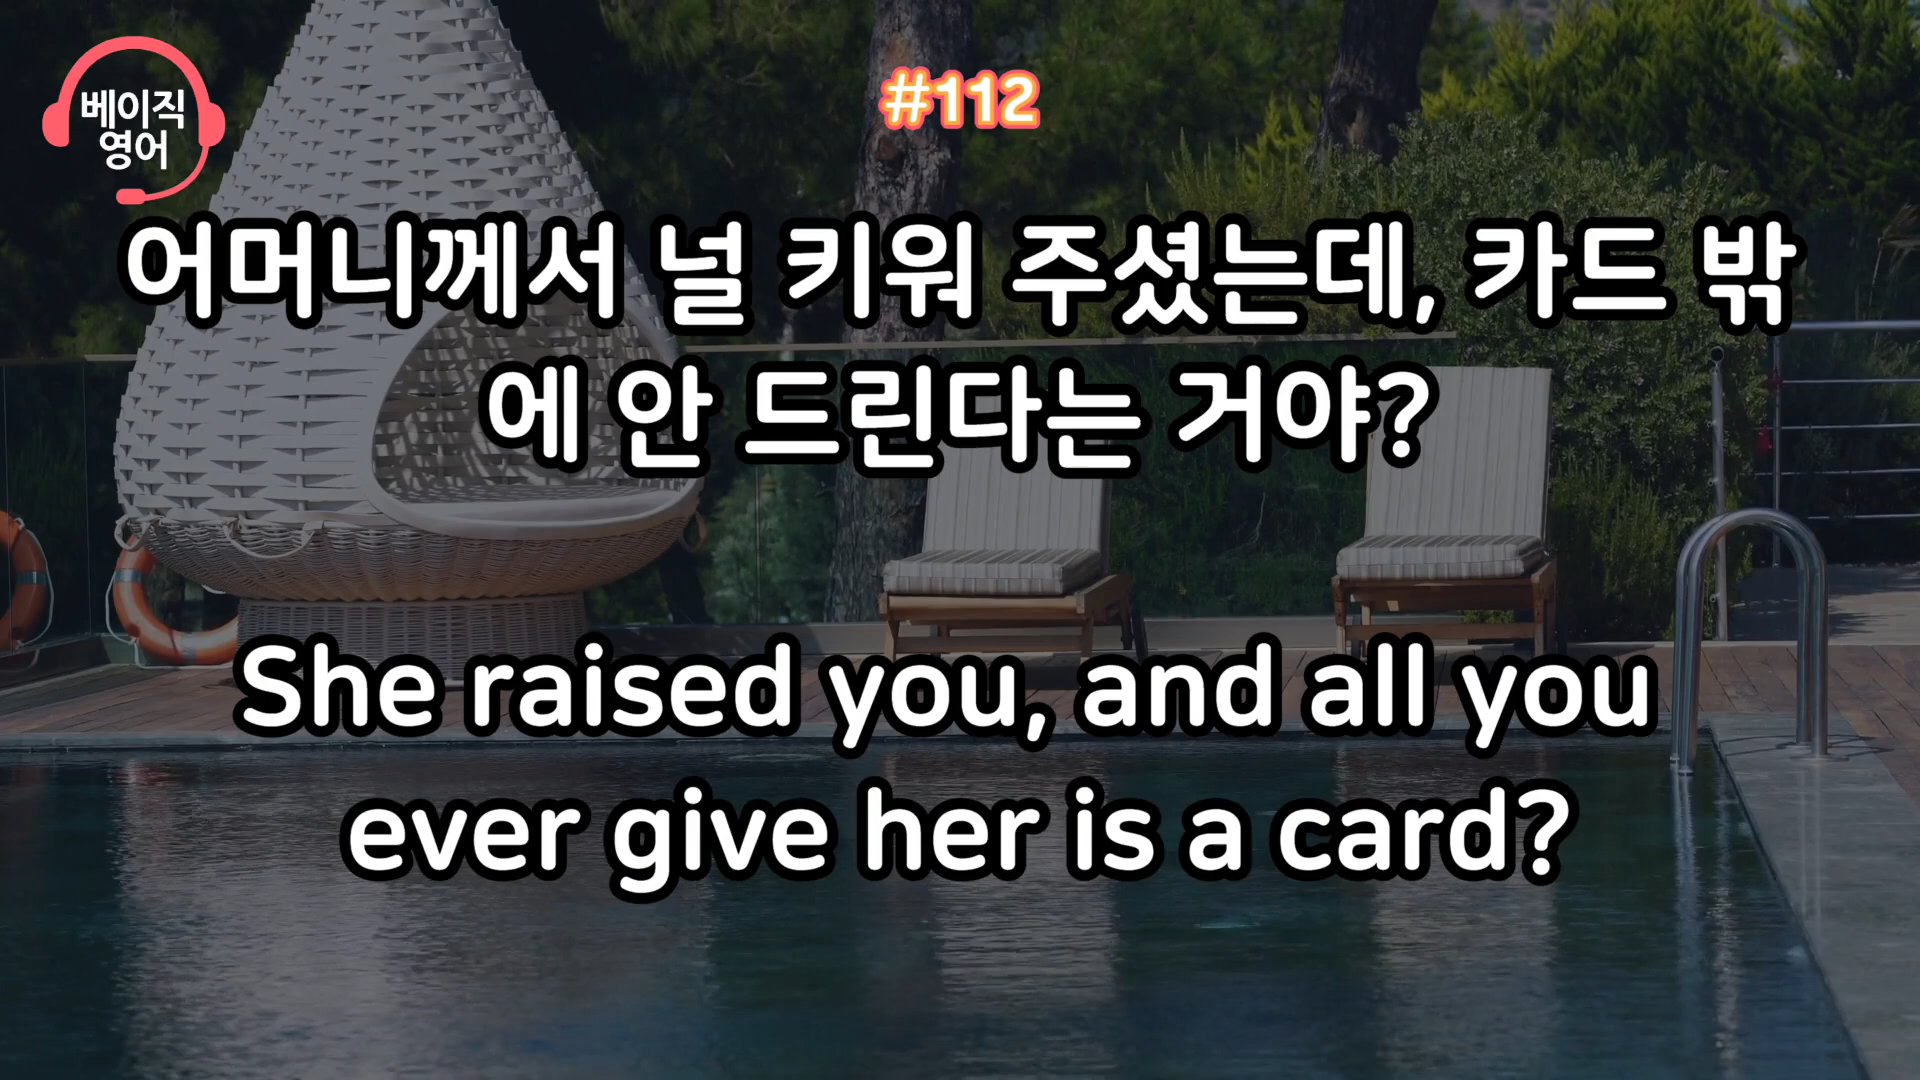 베이직
영어
#112
어머니께서 널 키워 주셨는데, 카드 밖
에 안 드린다는 거야?
She raised you, and all you
ever give her is a card?